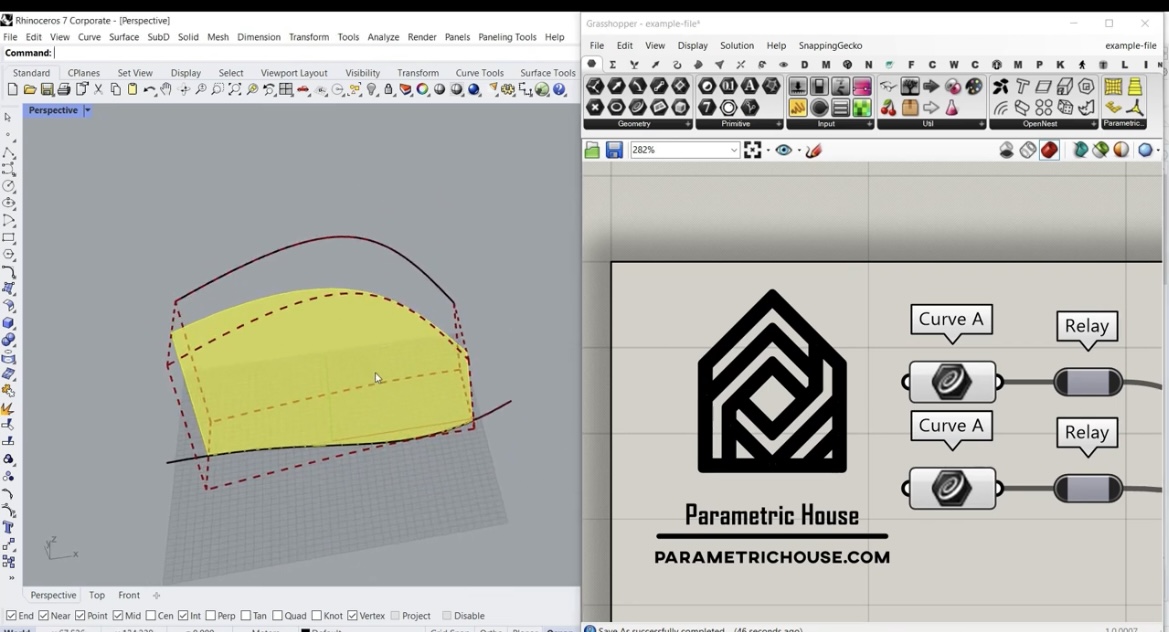 Rhinoceros 7 Corporate - [Perspective]
File Edit View Curve Surface SubD Solid Mesh Dimension Transform Tools Analyze Render Panels Paneling Tools Help
Command:
Standard CPlanes Set View Display Select Viewport Layout Visibility Transform Curve Tools Surface Tools
Perspective
z
y
x
Perspective Top Front
End Near Point Mid Cen Int Perp Tan Quad Knot Vertex Project Disable
Grasshopper - example-file*
File Edit View Display Solution Help SnappingGecko example-file
D M N F C W C M P K L I N
Geometry Primitive Input Util OpenNest Parametric...
282%
Curve A Relay
Curve A Relay
Parametric House
PARAMETRICHOUSE.COM
Save As successfully completed... (46 seconds ago)
1.0.0007